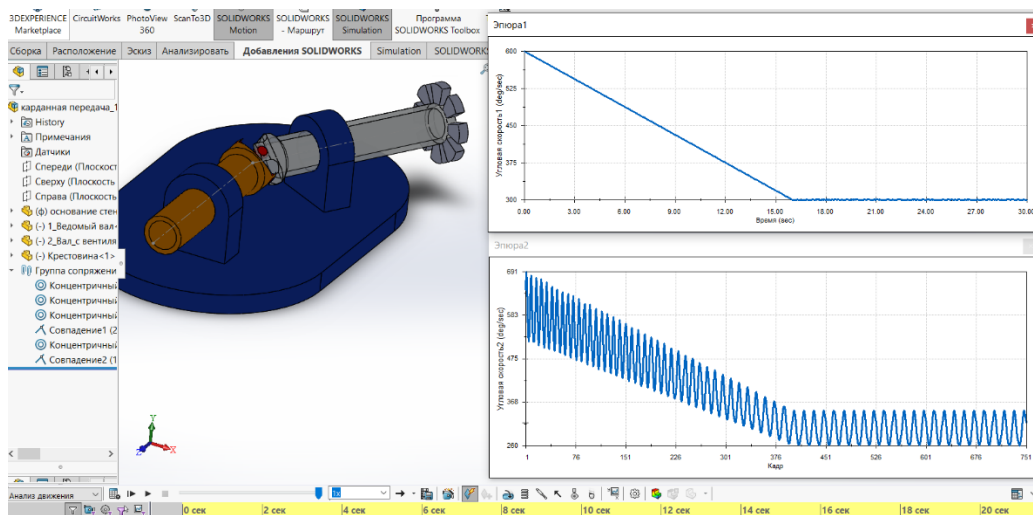 3DEXPERIENCE Marketplace
CircuitWorks
PhotoView 360
ScanTo3D
SOLIDWORKS Motion
SOLIDWORKS - Маршрут
SOLIDWORKS Simulation
Программа SOLIDWORKS Toolbox
Сборка Расположение Эскиз Анализировать Добавления SOLIDWORKS Simulation SOLIDWORKS
карданная передача_1
History
Примечания
Датчики
Спереди (Плоскост
Сверху (Плоскость
Справа (Плоскость
(ф) основание стен
(-) 1_Ведомый вал
(-) 2_Вал_с вентиля
(-) Крестовина<1>
Группа сопряжени
Концентричный
Концентричный
Концентричный
Совпадение1 (2
Концентричный
Совпадение2 (1
Y
X
Z
Эпюра1
Угловая скорость1 (deg/sec)
600
525
450
375
300
0.00 3.00 6.00 9.00 12.00 15.00 18.00 21.00 24.00 27.00 30.0
Время (sec)
Эпюра2
Угловая скорость2 (deg/sec)
691
583
475
368
260
1 76 151 226 301 376 451 526 601 676 751
Кадр
Анализ движения
1x
0 сек 2 сек 4 сек 6 сек 8 сек 10 сек 12 сек 14 сек 16 сек 18 сек 20 сек